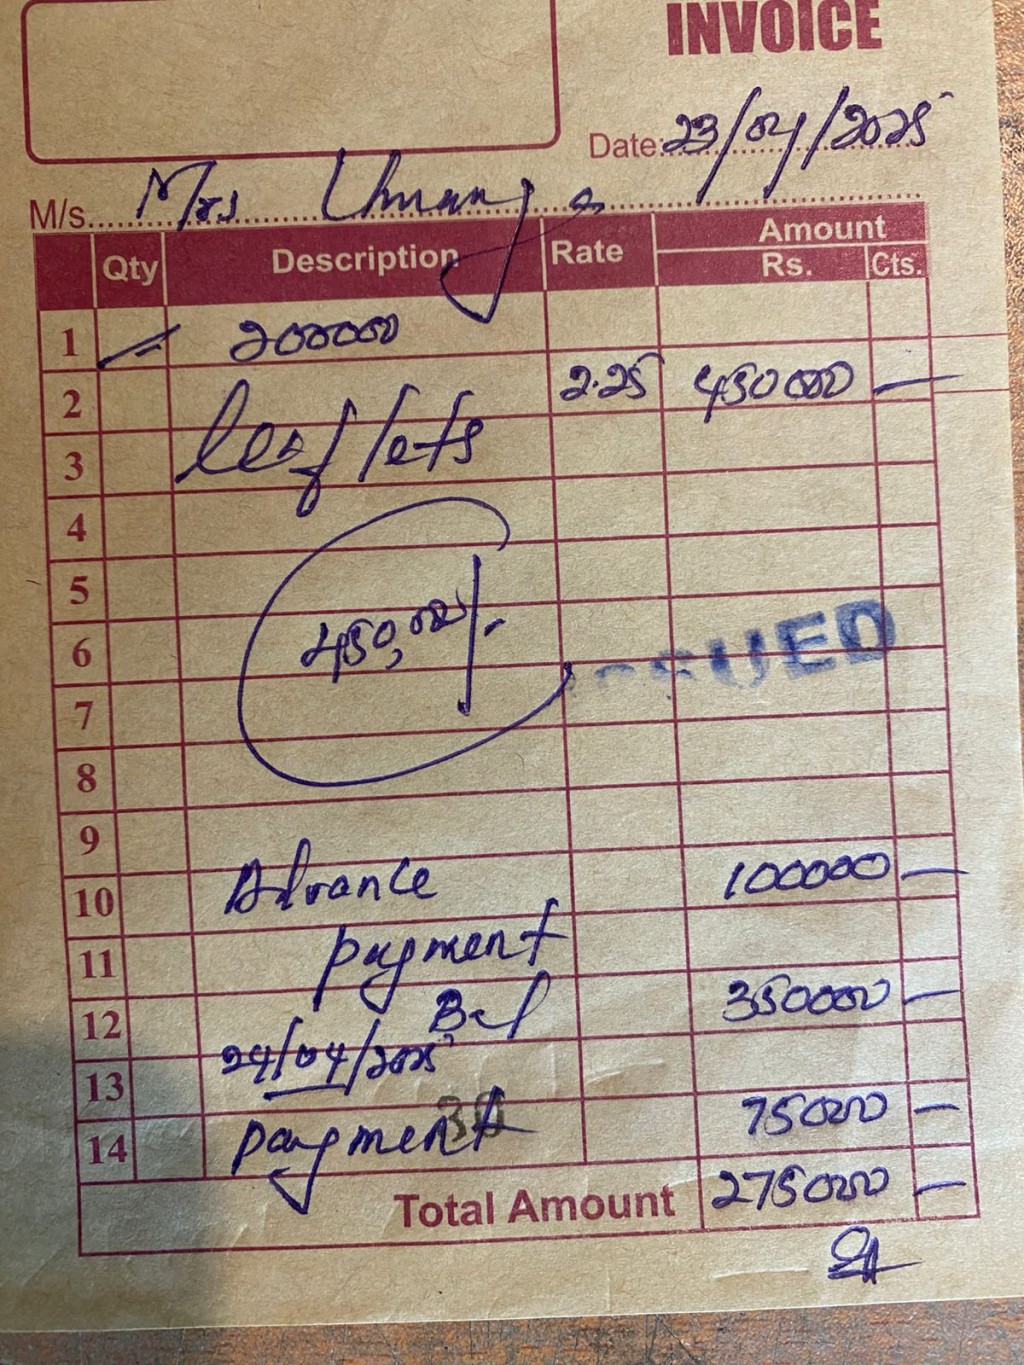 INVOICE
Date: 23/04/2025
M/s. Mrs
Qty Description Rate Amount
Rs. Cts.
1 200000
2 2.25 450000 —
3 leaflets
4
5
6 450,000/-
ISSUED
7
8
9
10 Advance 100000 —
11 payment
12 Bal 350000 —
24/04/2025
13
14 payment 30 75000 —
Total Amount 275000 —